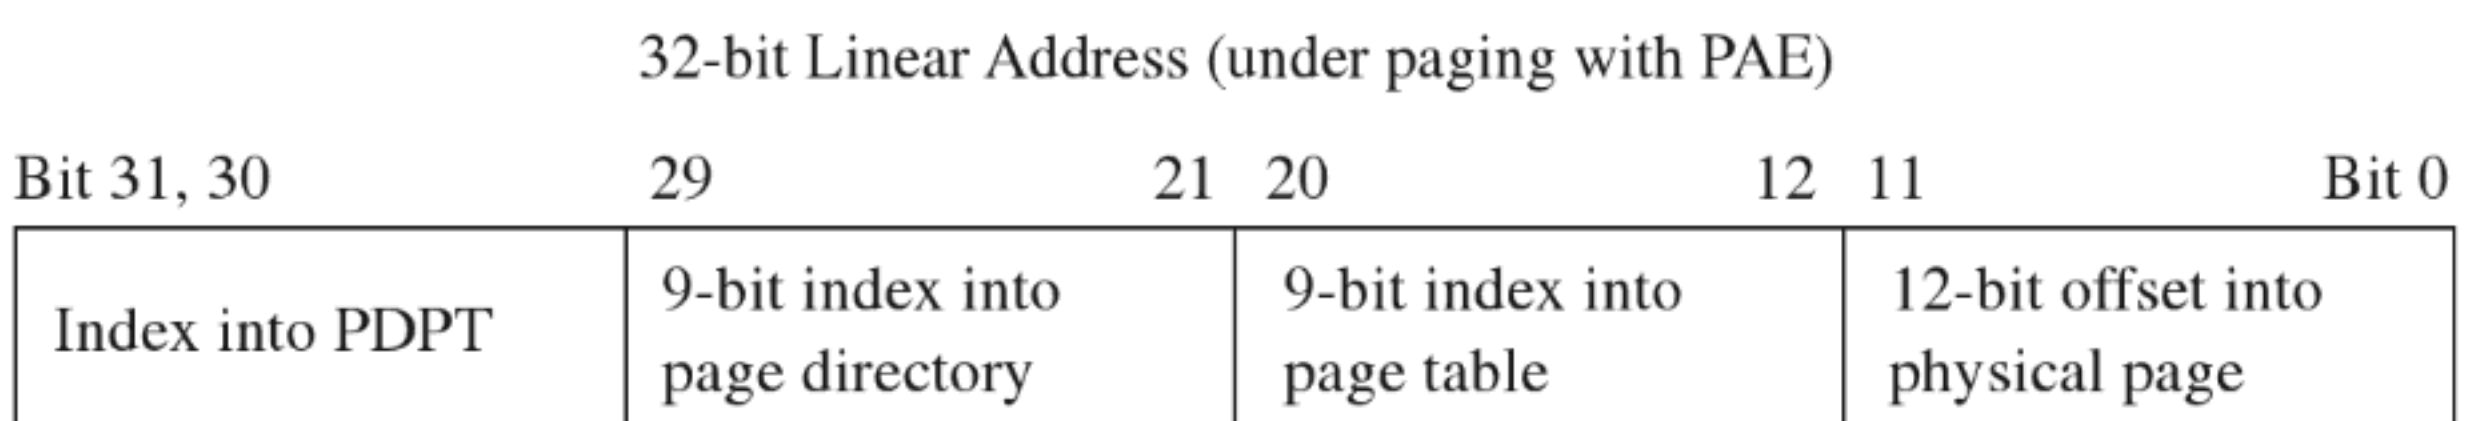 32-bit Linear Address (under paging with PAE)
Bit 31, 30 29 21 20 12 11 Bit 0
Index into PDPT
9-bit index into
page directory
9-bit index into
page table
12-bit offset into
physical page